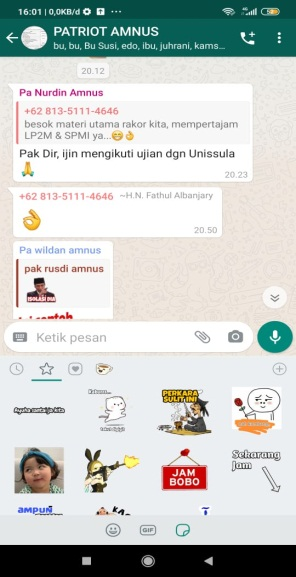 16:01 | 0,0KB/d
54
PATRIOT AMNUS
bu, bu, Bu Susi, edo, ibu, juhrani, kams...
20.12
Pa Nurdin Amnus
+62 813-5111-4646
besok materi utama rakor kita, mempertajam
LP2M & SPMI ya...😁👌
Pak Dir, ijin mengikuti ujian dgn Unissula
🙏
20.23
+62 813-5111-4646 ~H.N. Fathul Albanjary
👌
20.50
Pa wildan amnus
pak rusdi amnus
ISOLASI DIA
Ketik pesan
PERKARA
SULIT INI
JAM
BOBO
Sekarang
Jam
AMPUN
GIF